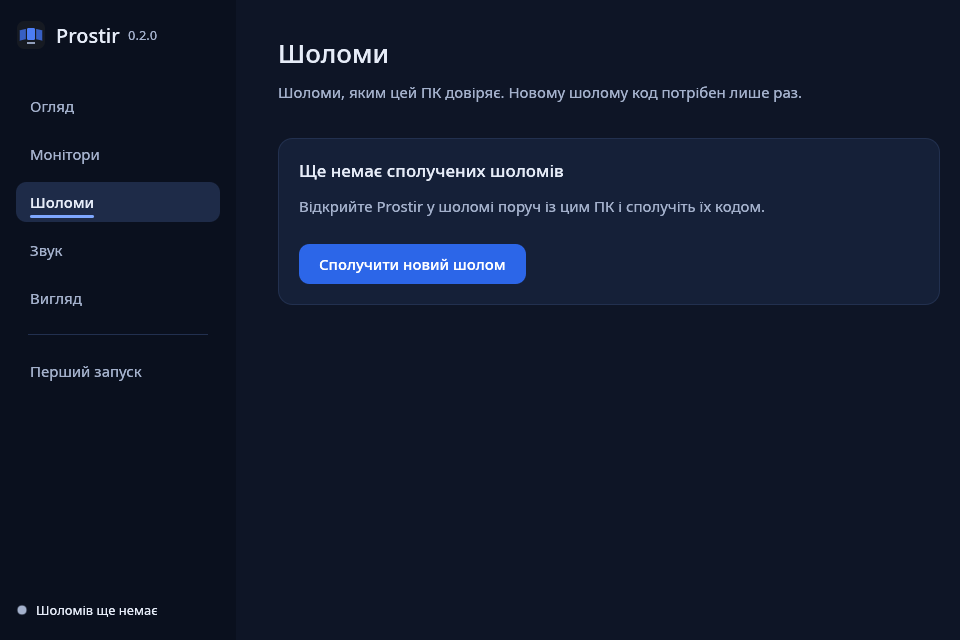 Prostir 0.2.0
Огляд
Монітори
Шоломи
Звук
Вигляд
Перший запуск
Шоломів ще немає
Шоломи
Шоломи, яким цей ПК довіряє. Новому шолому код потрібен лише раз.
Ще немає сполучених шоломів
Відкрийте Prostir у шоломі поруч із цим ПК і сполучіть їх кодом.
Сполучити новий шолом